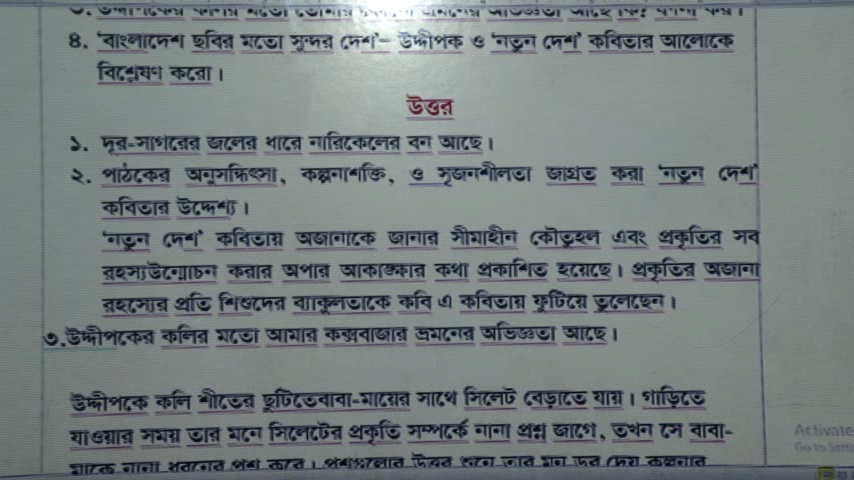 ৪. 'বাংলাদেশ ছবির মতো সুন্দর দেশ'– উদ্দীপক ও 'নতুন দেশ' কবিতার আলোকে
বিশ্লেষণ করো।
উত্তর
১. দূর-সাগরের জলের ধারে নারিকেলের বন আছে।
২. পাঠকের অনুসন্ধিৎসা, কল্পনাশক্তি, ও সৃজনশীলতা জাগ্রত করা 'নতুন দেশ'
কবিতার উদ্দেশ্য।
'নতুন দেশ' কবিতায় অজানাকে জানার সীমাহীন কৌতূহল এবং প্রকৃতির সব
রহস্যউন্মোচন করার অপার আকাঙ্কার কথা প্রকাশিত হয়েছে। প্রকৃতির অজানা
রহস্যের প্রতি শিশুদের ব্যাকুলতাকে কবি এ কবিতায় ফুটিয়ে তুলেছেন।
৩.উদ্দীপকের কলির মতো আমার কক্সবাজার ভ্রমনের অভিজ্ঞতা আছে।
উদ্দীপকে কলি শীতের ছুটিতেবাবা-মায়ের সাথে সিলেট বেড়াতে যায়। গাড়িতে
যাওয়ার সময় তার মনে সিলেটের প্রকৃতি সম্পর্কে নানা প্রশ্ন জাগে, তখন সে বাবা-
Activate